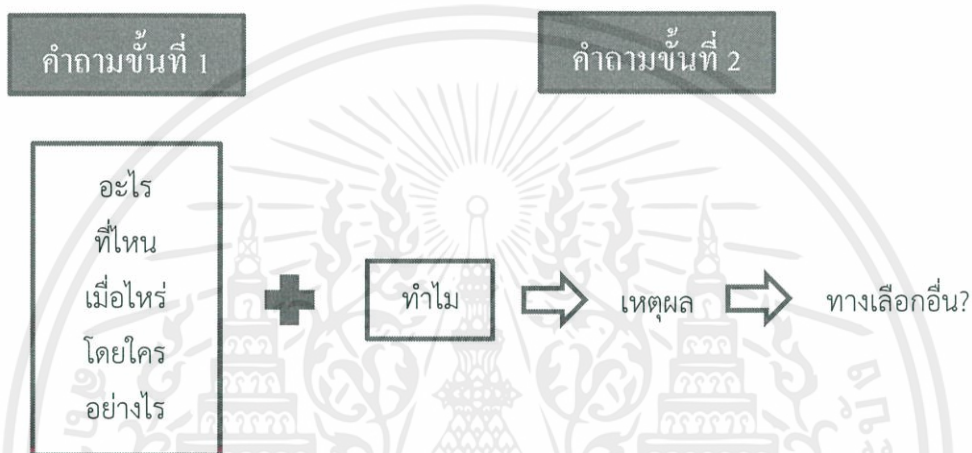 คำถามขั้นที่ 1
คำถามขั้นที่ 2
อะไร
ที่ไหน
เมื่อไหร่
โดยใคร
อย่างไร
ทำไม
เหตุผล
ทางเลือกอื่น?